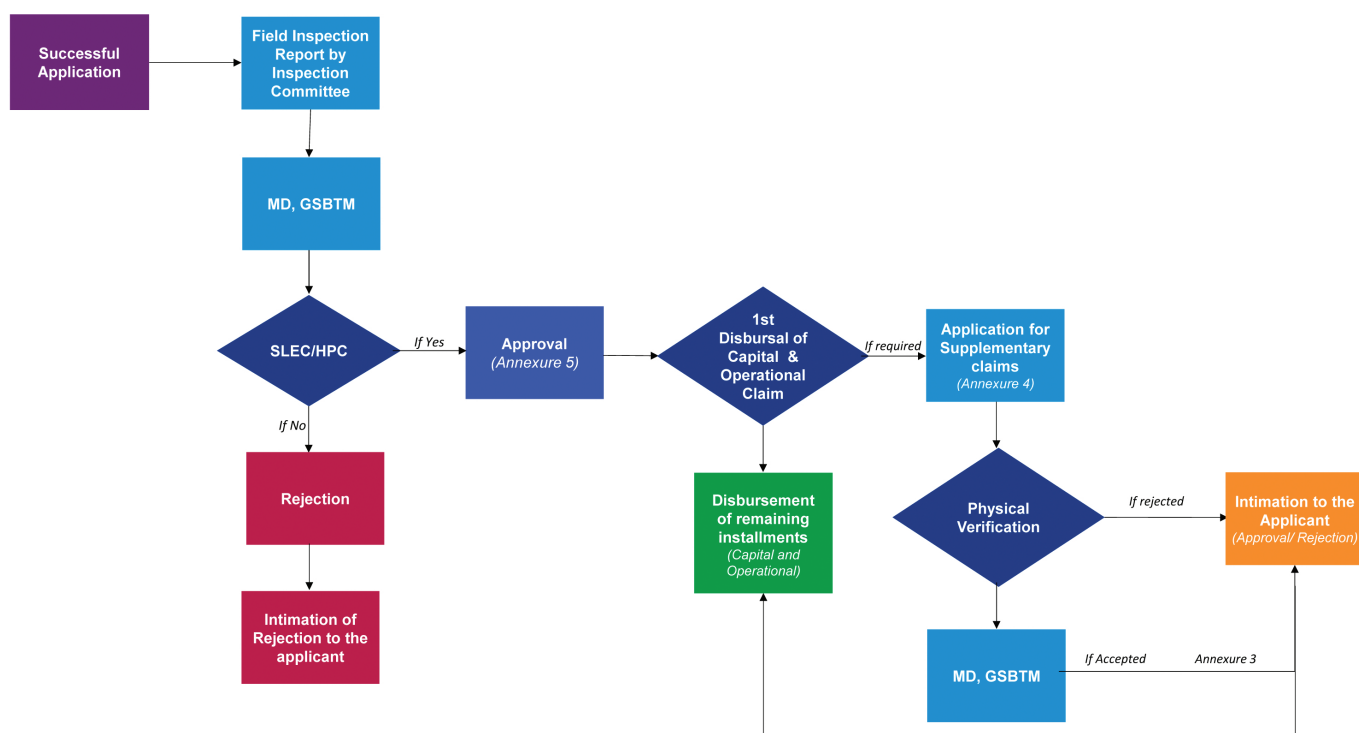 Successful
Application
Field Inspection
Report by
Inspection
Committee
MD, GSBTM
SLEC/HPC
If Yes
Approval
(Annexure 5)
1st
Disbursal of
Capital &
Operational
Claim
If required
Application for
Supplementary
claims
(Annexure 4)
If No
Rejection
Intimation of
Rejection to the
applicant
Disbursement
of remaining
installments
(Capital and
Operational)
Physical
Verification
If rejected
Intimation to the
Applicant
(Approval/ Rejection)
MD, GSBTM
If Accepted
Annexure 3